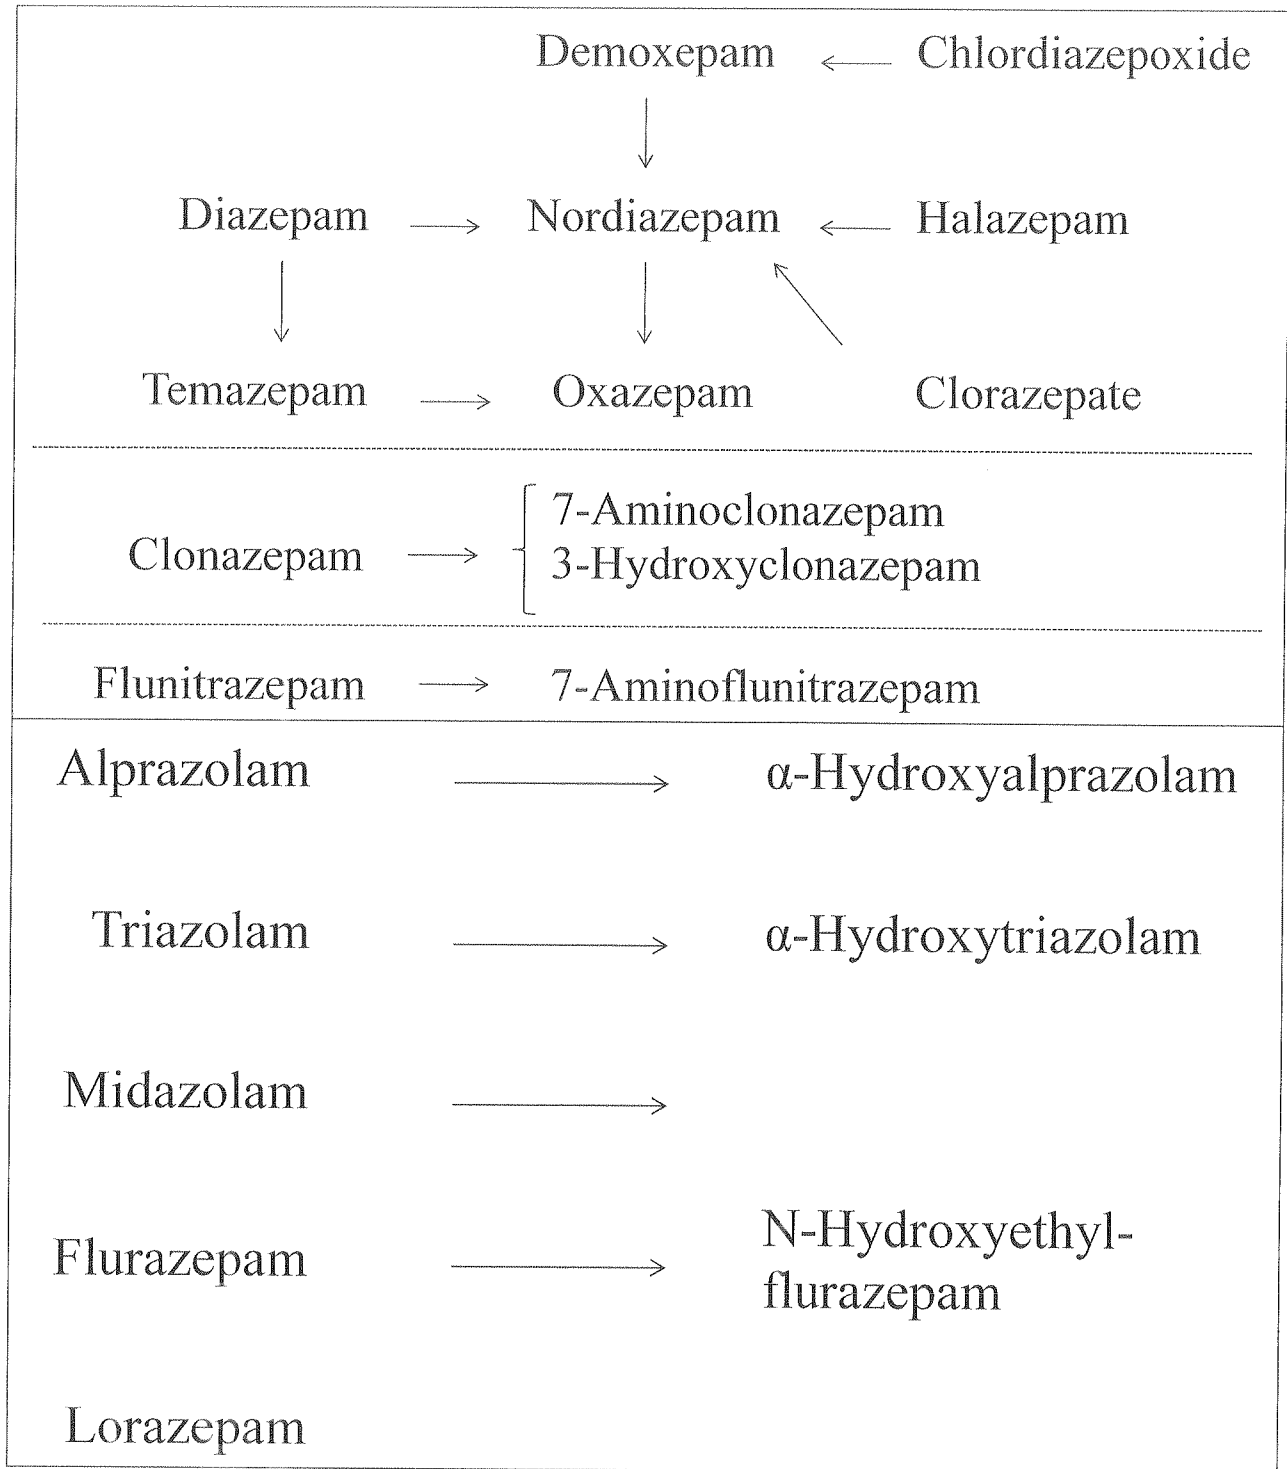 Demoxepam ← Chlordiazepoxide
↓
Diazepam → Nordiazepam ← Halazepam
↓ ↓ ↖
Temazepam → Oxazepam Clorazepate
Clonazepam → { 7-Aminoclonazepam
3-Hydroxyclonazepam
Flunitrazepam → 7-Aminoflunitrazepam
Alprazolam → α-Hydroxyalprazolam
Triazolam → α-Hydroxytriazolam
Midazolam →
Flurazepam → N-Hydroxyethyl-
flurazepam
Lorazepam